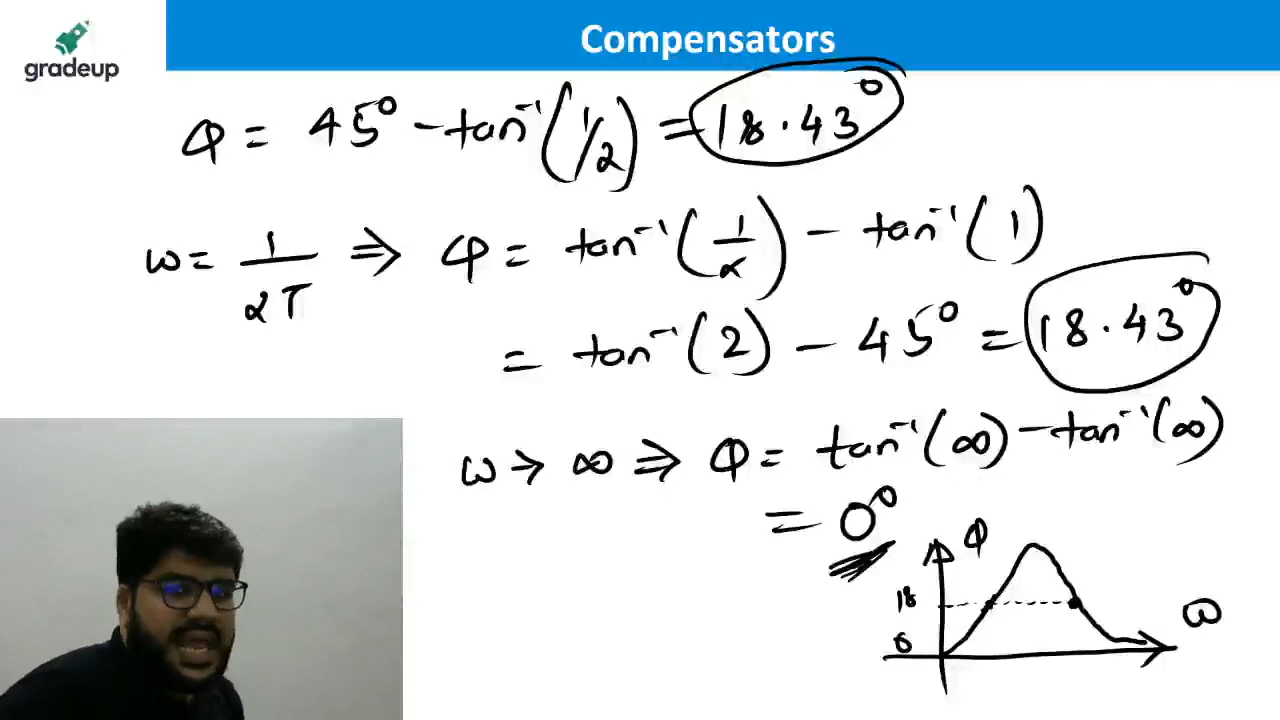 Compensators
gradeup
φ = 45° - tan⁻¹(1/2) = 18.43°
ω = 1/αT ⇒ φ = tan⁻¹(1/α) - tan⁻¹(1)
= tan⁻¹(2) - 45° = 18.43°
ω → ∞ ⇒ φ = tan⁻¹(∞) - tan⁻¹(∞)
= 0°
φ
18
0
ω